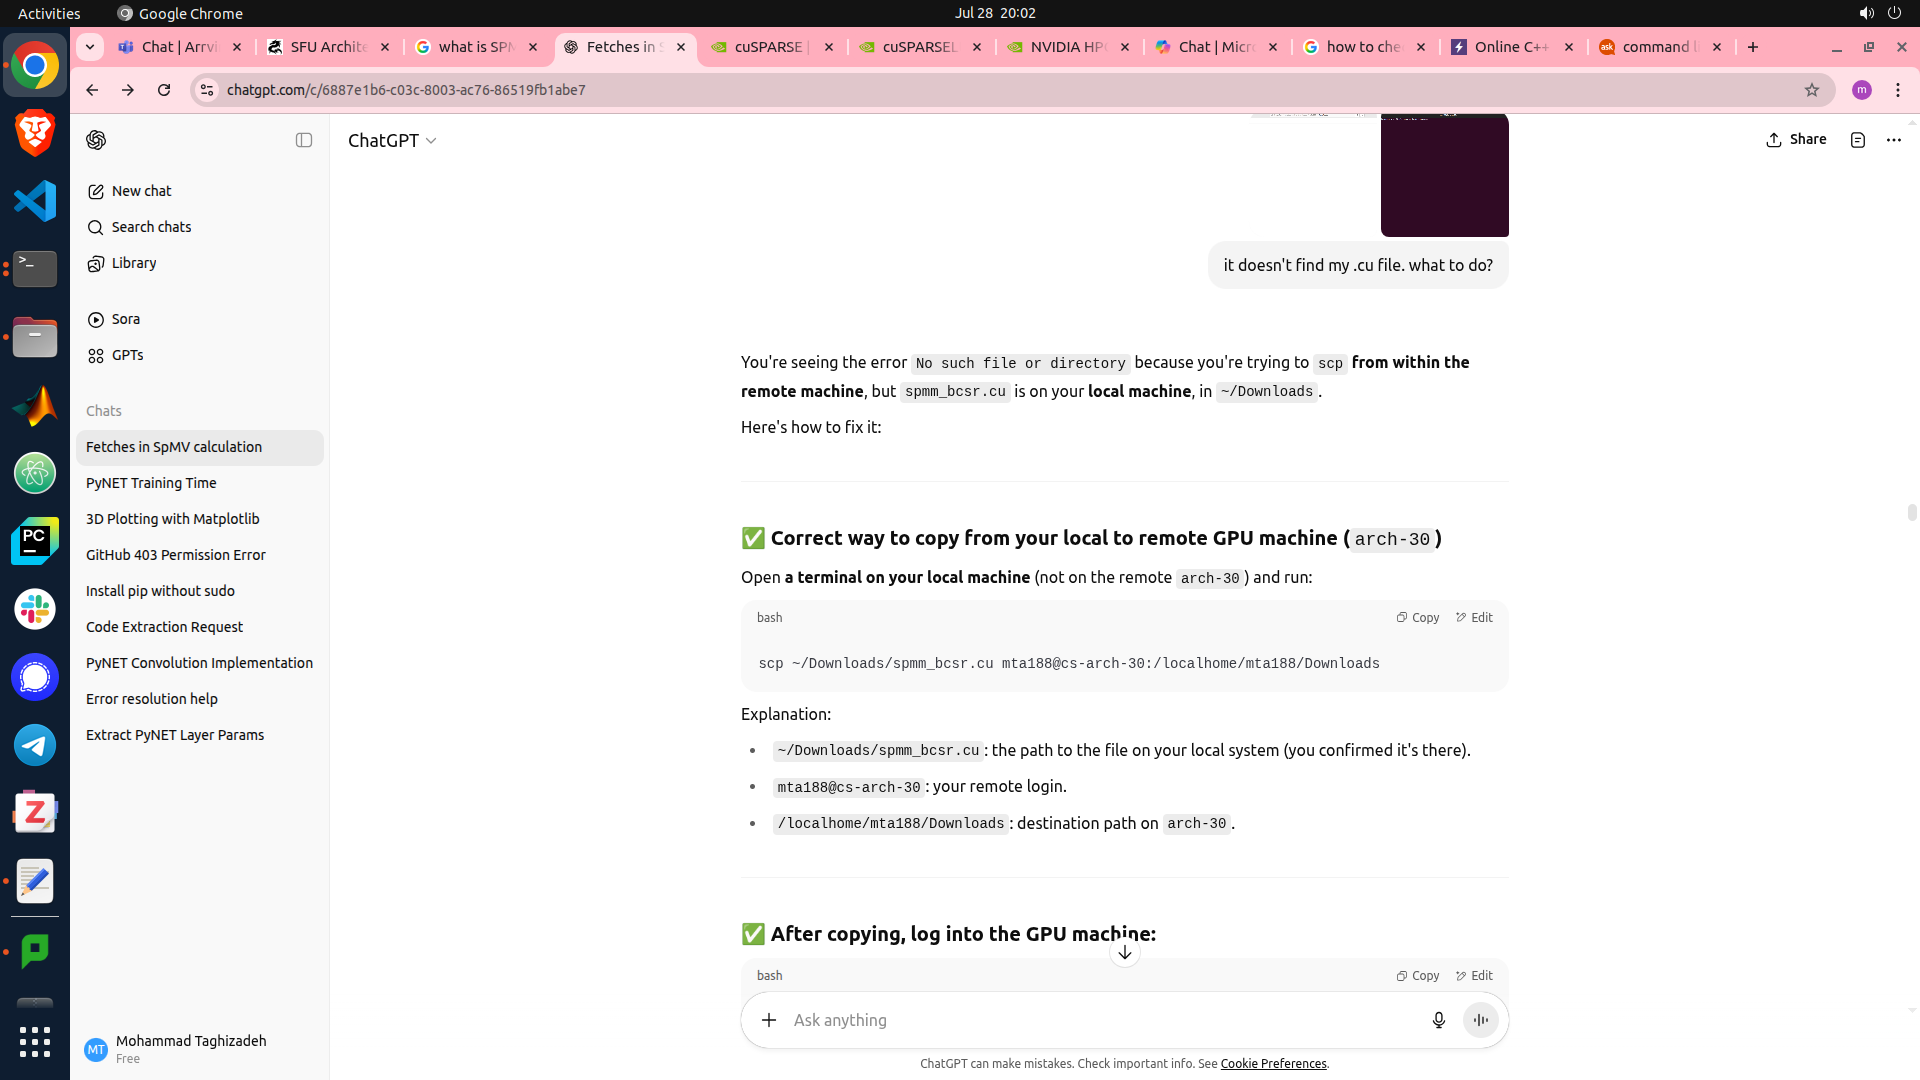 Activities
Google Chrome
Jul 28 20:02
Chat | Arrvi
SFU Archite
what is SPM
Fetches in S
cuSPARSE |
cuSPARSEL
NVIDIA HPC
Chat | Micro
how to chec
Online C++
ask
command li
chatgpt.com/c/6887e1b6-c03c-8003-ac76-86519fb1abe7
m
ChatGPT
Share
New chat
Search chats
Library
Sora
GPTs
Chats
Fetches in SpMV calculation
PyNET Training Time
3D Plotting with Matplotlib
GitHub 403 Permission Error
Install pip without sudo
Code Extraction Request
PyNET Convolution Implementation
Error resolution help
Extract PyNET Layer Params
MT
Mohammad Taghizadeh
Free
PC
Z
it doesn't find my .cu file. what to do?
You're seeing the error No such file or directory because you're trying to scp from within the
remote machine, but spmm_bcsr.cu is on your local machine, in ~/Downloads.
Here's how to fix it:
✅ Correct way to copy from your local to remote GPU machine (arch-30)
Open a terminal on your local machine (not on the remote arch-30) and run:
bash
Copy
Edit
scp ~/Downloads/spmm_bcsr.cu mta188@cs-arch-30:/localhome/mta188/Downloads
Explanation:
• ~/Downloads/spmm_bcsr.cu: the path to the file on your local system (you confirmed it's there).
• mta188@cs-arch-30: your remote login.
• /localhome/mta188/Downloads: destination path on arch-30.
✅ After copying, log into the GPU machine:
bash
Copy
Edit
Ask anything
ChatGPT can make mistakes. Check important info. See Cookie Preferences.